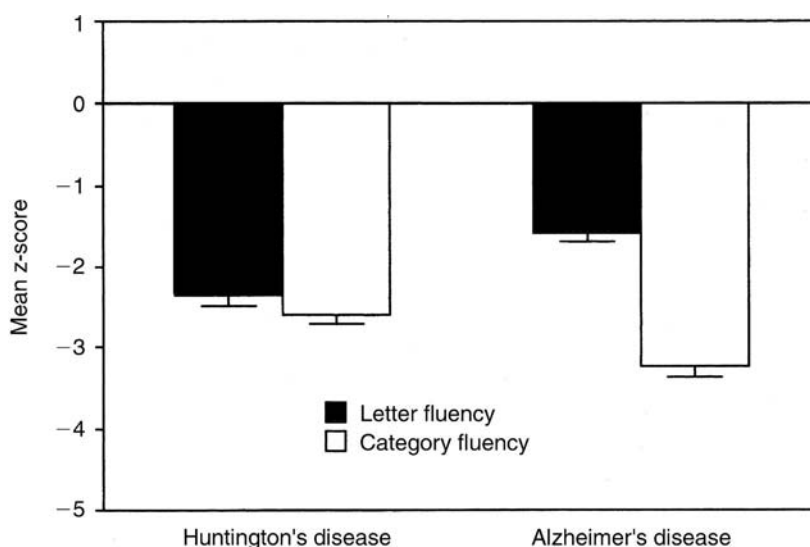 1
0
−1
−2
−3
−4
−5
Mean z-score
Letter fluency
Category fluency
Huntington's disease
Alzheimer's disease